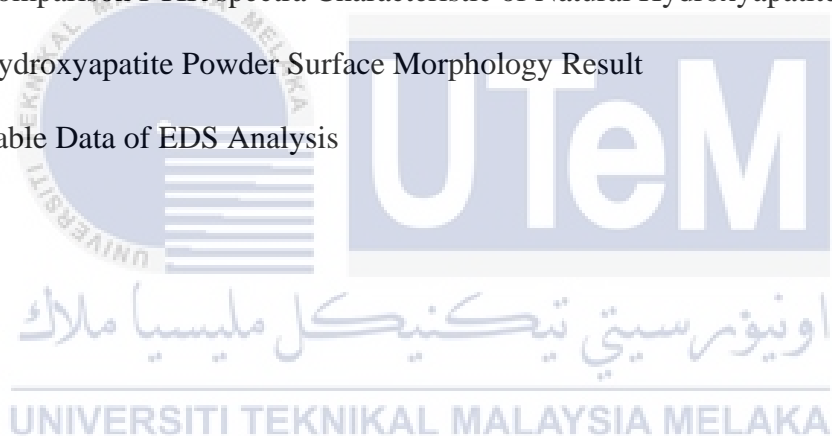 omparison FTIR spectra Characteristic of Natural Hydroxyapatite
ydroxyapatite Powder Surface Morphology Result
able Data of EDS Analysis
UTeM
اونيۏرسيتي تيكنيكل مليسيا ملاك
UNIVERSITI TEKNIKAL MALAYSIA MELAKA